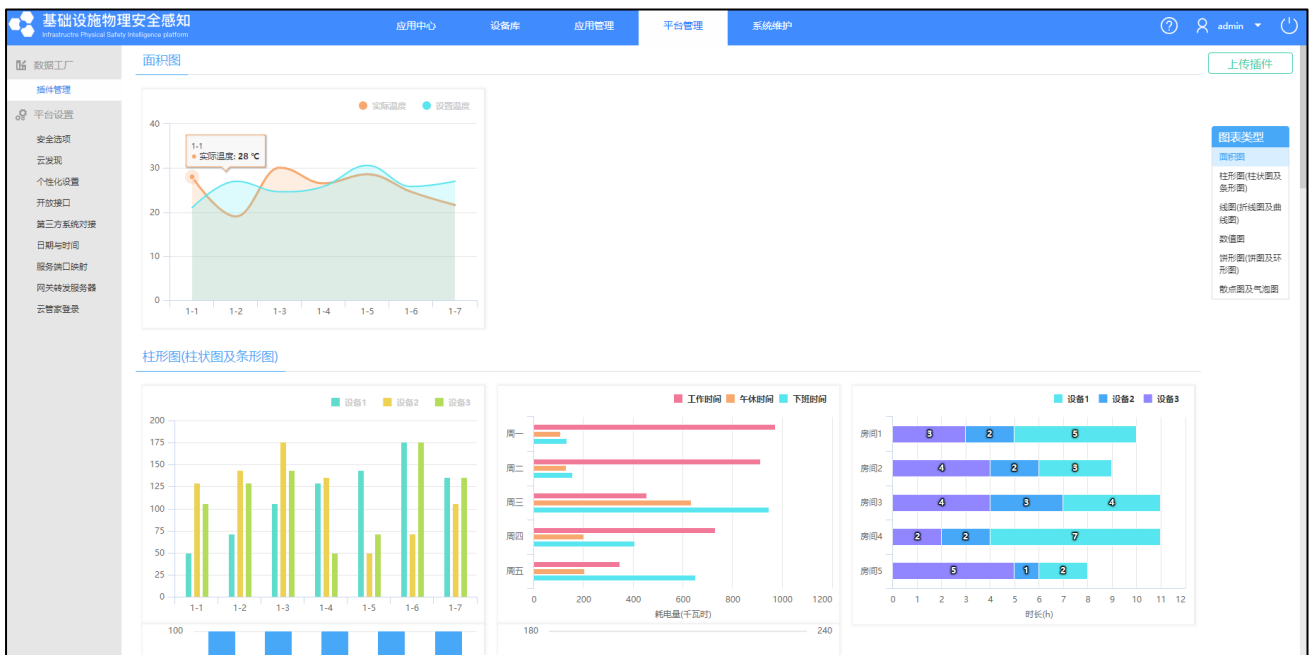 基础设施物理安全感知
Infrastructre Physical Safety Intelligence platform
应用中心
设备库
应用管理
平台管理
系统维护
admin
数据工厂
插件管理
平台设置
安全选项
云发现
个性化设置
开放接口
第三方系统对接
日期与时间
服务端口映射
网关转发服务器
云管家登录
面积图
上传插件
实际温度 设置温度
40
30
20
10
0
1-1
实际温度: 28 ℃
1-1 1-2 1-3 1-4 1-5 1-6 1-7
图表类型
面积图
柱形图(柱状图及
条形图)
线图(折线图及曲
线图)
数值图
饼形图(饼图及环
形图)
散点图及气泡图
柱形图(柱状图及条形图)
设备1 设备2 设备3
200
175
150
125
100
75
50
25
0
1-1 1-2 1-3 1-4 1-5 1-6 1-7
工作时间 午休时间 下班时间
周一
周二
周三
周四
周五
0 200 400 600 800 1000 1200
耗电量(千瓦时)
设备1 设备2 设备3
房间1 3 2 5
房间2 4 2 3
房间3 4 3 4
房间4 2 2 7
房间5 5 1 2
0 1 2 3 4 5 6 7 8 9 10 11 12
时长(h)
100
180 240